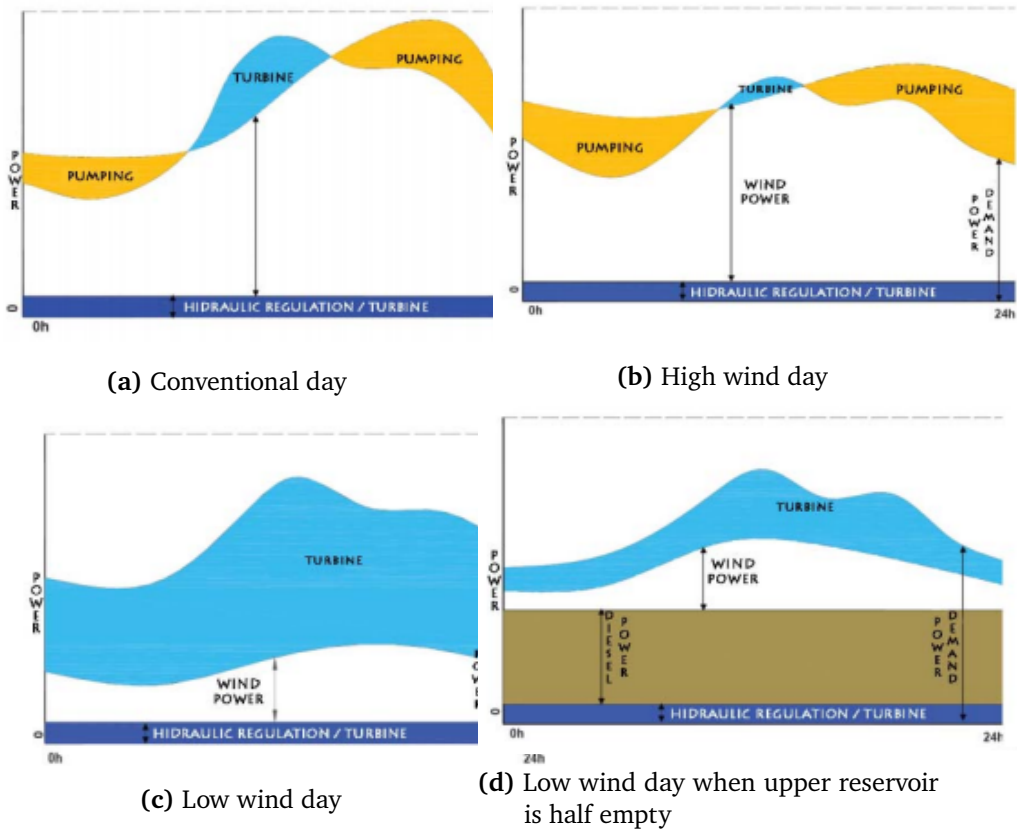 POWER
TURBINE
PUMPING
PUMPING
HIDRAULIC REGULATION / TURBINE
0
0h
(a) Conventional day
POWER
TURBINE
PUMPING
PUMPING
WIND
POWER
POWER
DEMAND
HIDRAULIC REGULATION / TURBINE
0
0h
24h
(b) High wind day
POWER
TURBINE
WIND
POWER
HIDRAULIC REGULATION / TURBINE
0
0h
24h
(c) Low wind day
POWER
TURBINE
WIND
POWER
DIESEL
POWER
POWER
DEMAND
HIDRAULIC REGULATION / TURBINE
0
0h
24h
(d) Low wind day when upper reservoir
is half empty